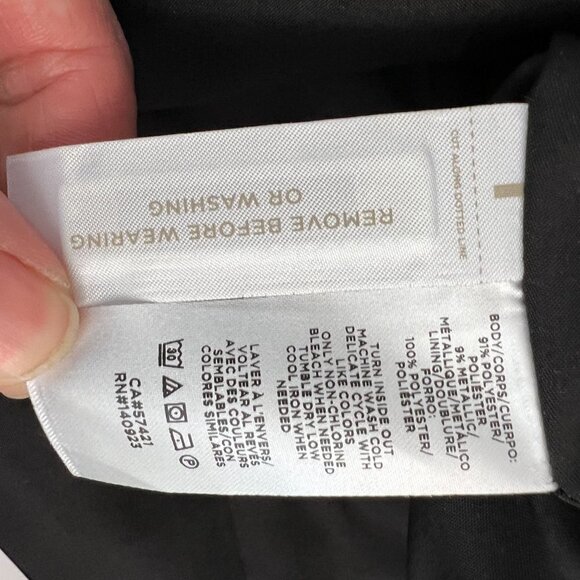 REMOVE BEFORE WEARING
OR WASHING
CUT ALONG DOTTED LINE
BODY/CORPS/CUERPO:
91% POLYESTER/
POLIÉSTER
9% METALLIC/
MÉTALLIQUE/METÁLICO
LINING/DOUBLURE/
FORRO:
100% POLYESTER/
POLIÉSTER
TURN INSIDE OUT
MACHINE WASH COLD
DELICATE CYCLE WITH
LINE COLORS
ONLY NON-CHLORINE
BLEACH WHEN NEEDED
TUMBLE DRY LOW
COOL IRON WHEN
NEEDED
LAVER À L'ENVERS/
VOLTEAR AL REVÉS
AVEC DES COULEURS
SEMBLABLES/CON
COLORES SIMILARES
30
CA#57421
RN#140923